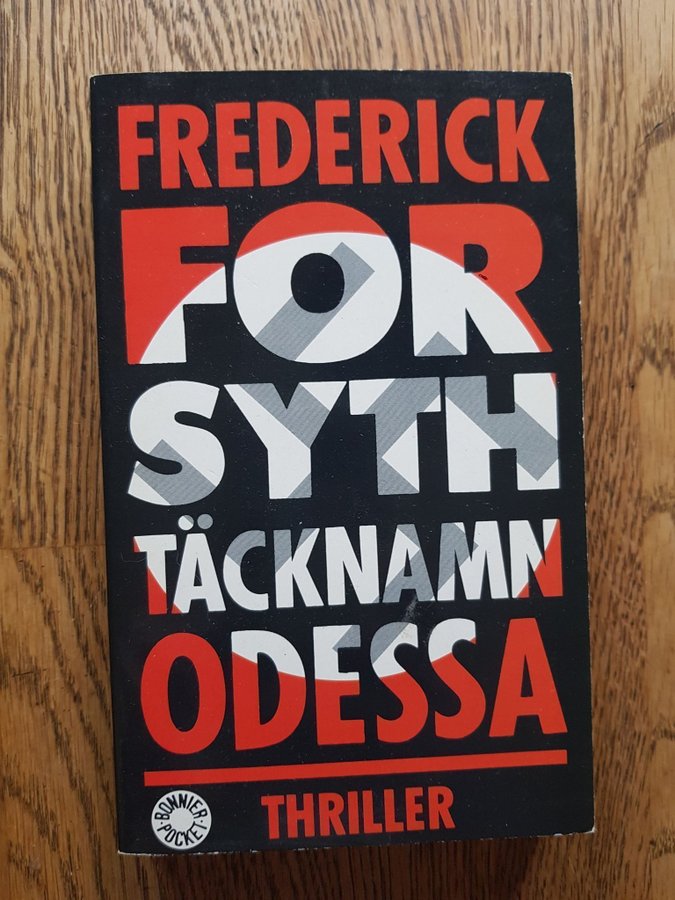 FREDERICK
FOR
SYTH
TÄCKNAMN
ODESSA
THRILLER
BONNIER
POCKET